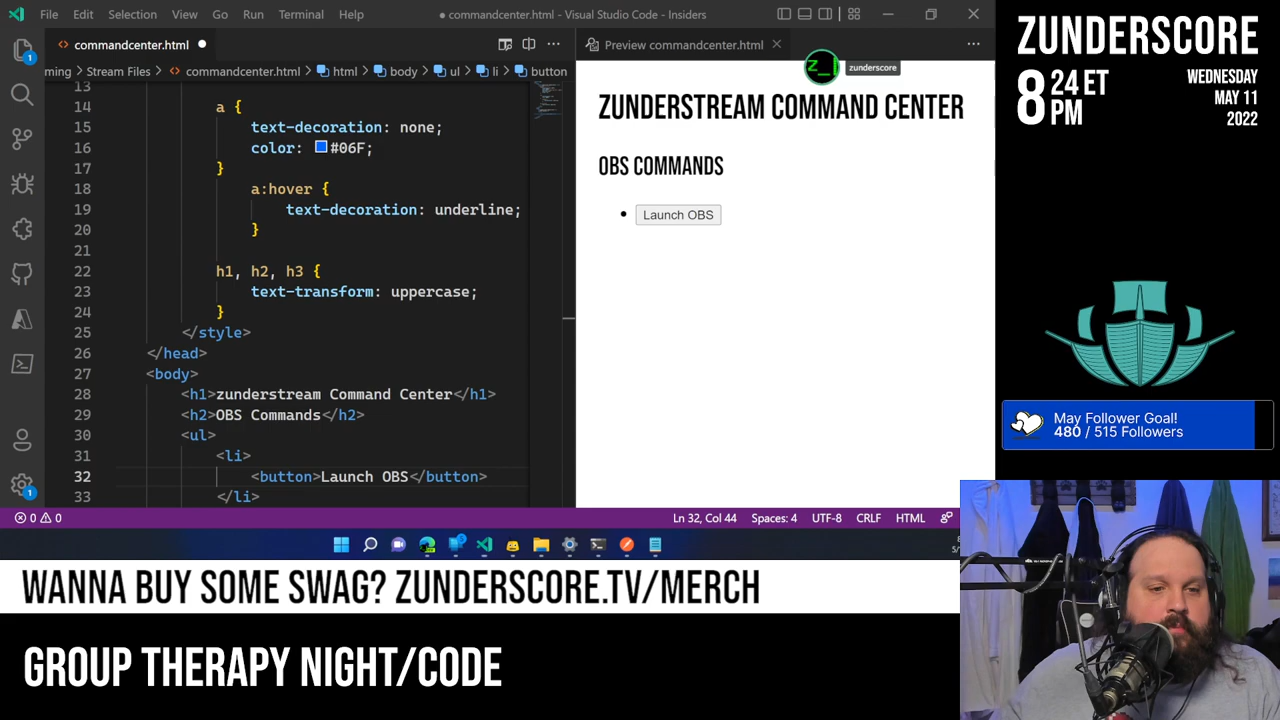 File Edit Selection View Go Run Terminal Help
● commandcenter.html - Visual Studio Code - Insiders
commandcenter.html
ming > Stream Files > commandcenter.html > html > body > ul > li > button
13
14 a {
15 text-decoration: none;
16 color: #06F;
17 }
18 a:hover {
19 text-decoration: underline;
20 }
21
22 h1, h2, h3 {
23 text-transform: uppercase;
24 }
25 </style>
26 </head>
27 <body>
28 <h1>zunderstream Command Center</h1>
29 <h2>OBS Commands</h2>
30 <ul>
31 <li>
32 <button>Launch OBS</button>
33 </li>
Preview commandcenter.html
z_
zunderscore
ZUNDERSTREAM COMMAND CENTER
OBS COMMANDS
Launch OBS
1
1
0 0
Ln 32, Col 44 Spaces: 4 UTF-8 CRLF HTML
WANNA BUY SOME SWAG? ZUNDERSCORE.TV/MERCH
GROUP THERAPY NIGHT/CODE
ZUNDERSCORE
8 24 ET
PM
WEDNESDAY
MAY 11
2022
May Follower Goal!
480 / 515 Followers